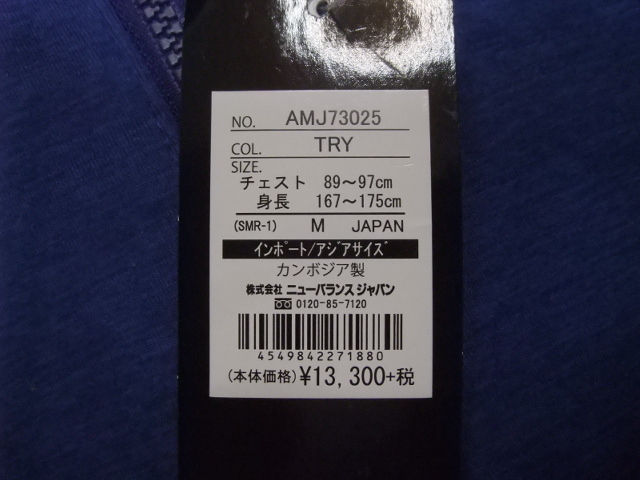 NO. AMJ73025
COL. TRY
SIZE.
チェスト 89〜97cm
身長 167〜175cm
(SMR-1) M JAPAN
インポート/アジアサイズ
カンボジア製
株式会社 ニューバランス ジャパン
0120-85-7120
4549842271880
(本体価格) ¥13,300+税